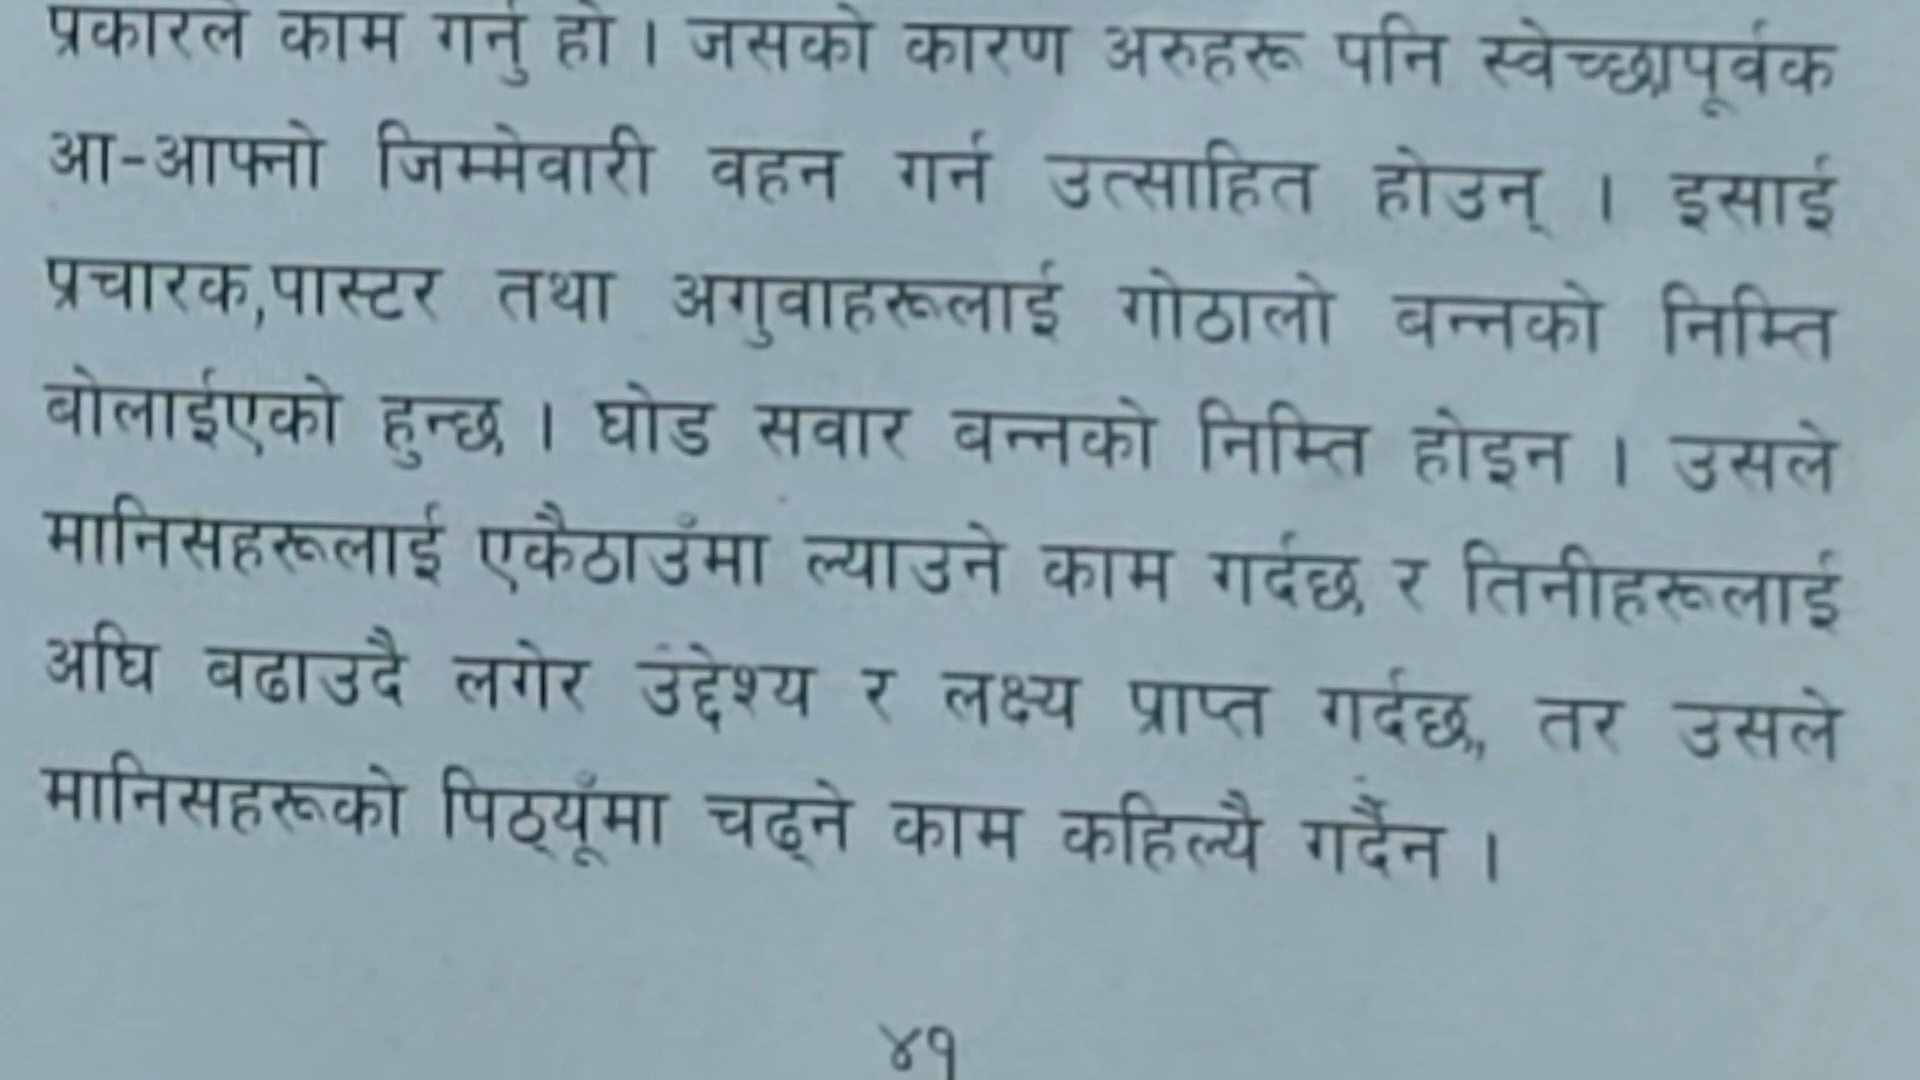 प्रकारले काम गर्नु हो । जसको कारण अरुहरू पनि स्वेच्छापूर्वक
आ-आफ्नो जिम्मेवारी वहन गर्न उत्साहित होउन् । इसाई
प्रचारक,पास्टर तथा अगुवाहरूलाई गोठालो बन्नको निम्ति
बोलाईएको हुन्छ । घोड सवार बन्नको निम्ति होइन । उसले
मानिसहरूलाई एकैठाउँमा ल्याउने काम गर्दछ र तिनीहरूलाई
अघि बढाउदै लगेर उद्देश्य र लक्ष्य प्राप्त गर्दछ, तर उसले
मानिसहरूको पिठ्यूँमा चढ्ने काम कहिल्यै गर्दैन ।
४१